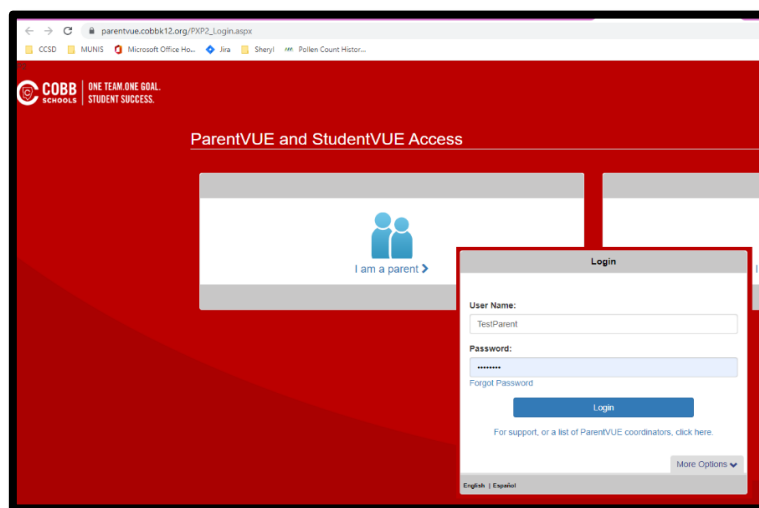 parentvue.cobbk12.org/PXP2_Login.aspx
CCSD MUNIS Microsoft Office Ho... Jira Sheryl Pollen Count Histor...
COBB SCHOOLS ONE TEAM.ONE GOAL. STUDENT SUCCESS.
ParentVUE and StudentVUE Access
I am a parent
I
Login
User Name:
TestParent
Password:
••••••••
Forgot Password
Login
For support, or a list of ParentVUE coordinators, click here.
More Options
English | Español